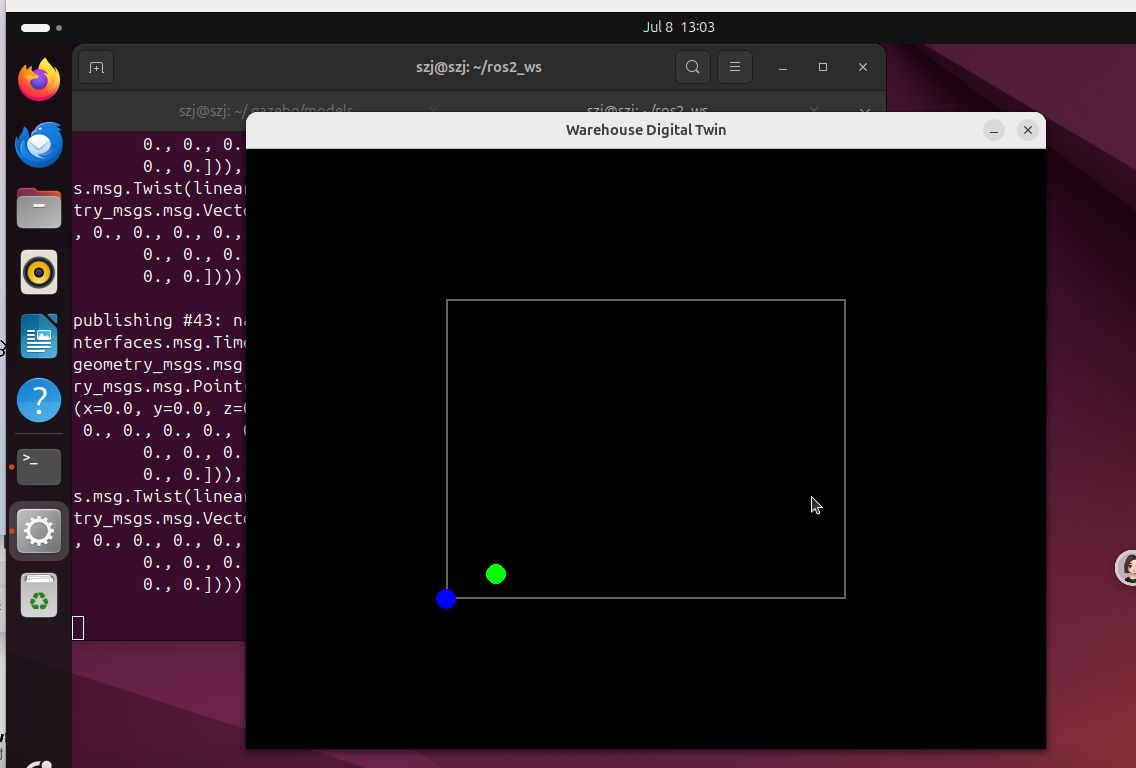 Jul 8 13:03
szj@szj: ~/ros2_ws
szj@szj: ~/.gazebo/models
szj@szj: ~/ros2_ws
Warehouse Digital Twin
0., 0., 0.
0., 0.])),
s.msg.Twist(linear
try_msgs.msg.Vecto
, 0., 0., 0., 0.,
0., 0., 0.
0., 0.])))
publishing #43: na
nterfaces.msg.Time
geometry_msgs.msg
ry_msgs.msg.Point(
(x=0.0, y=0.0, z=0
0., 0., 0., 0., 0
0., 0., 0.
0., 0.])),
s.msg.Twist(linear
try_msgs.msg.Vecto
, 0., 0., 0., 0.,
0., 0., 0.
0., 0.])))
>_
?